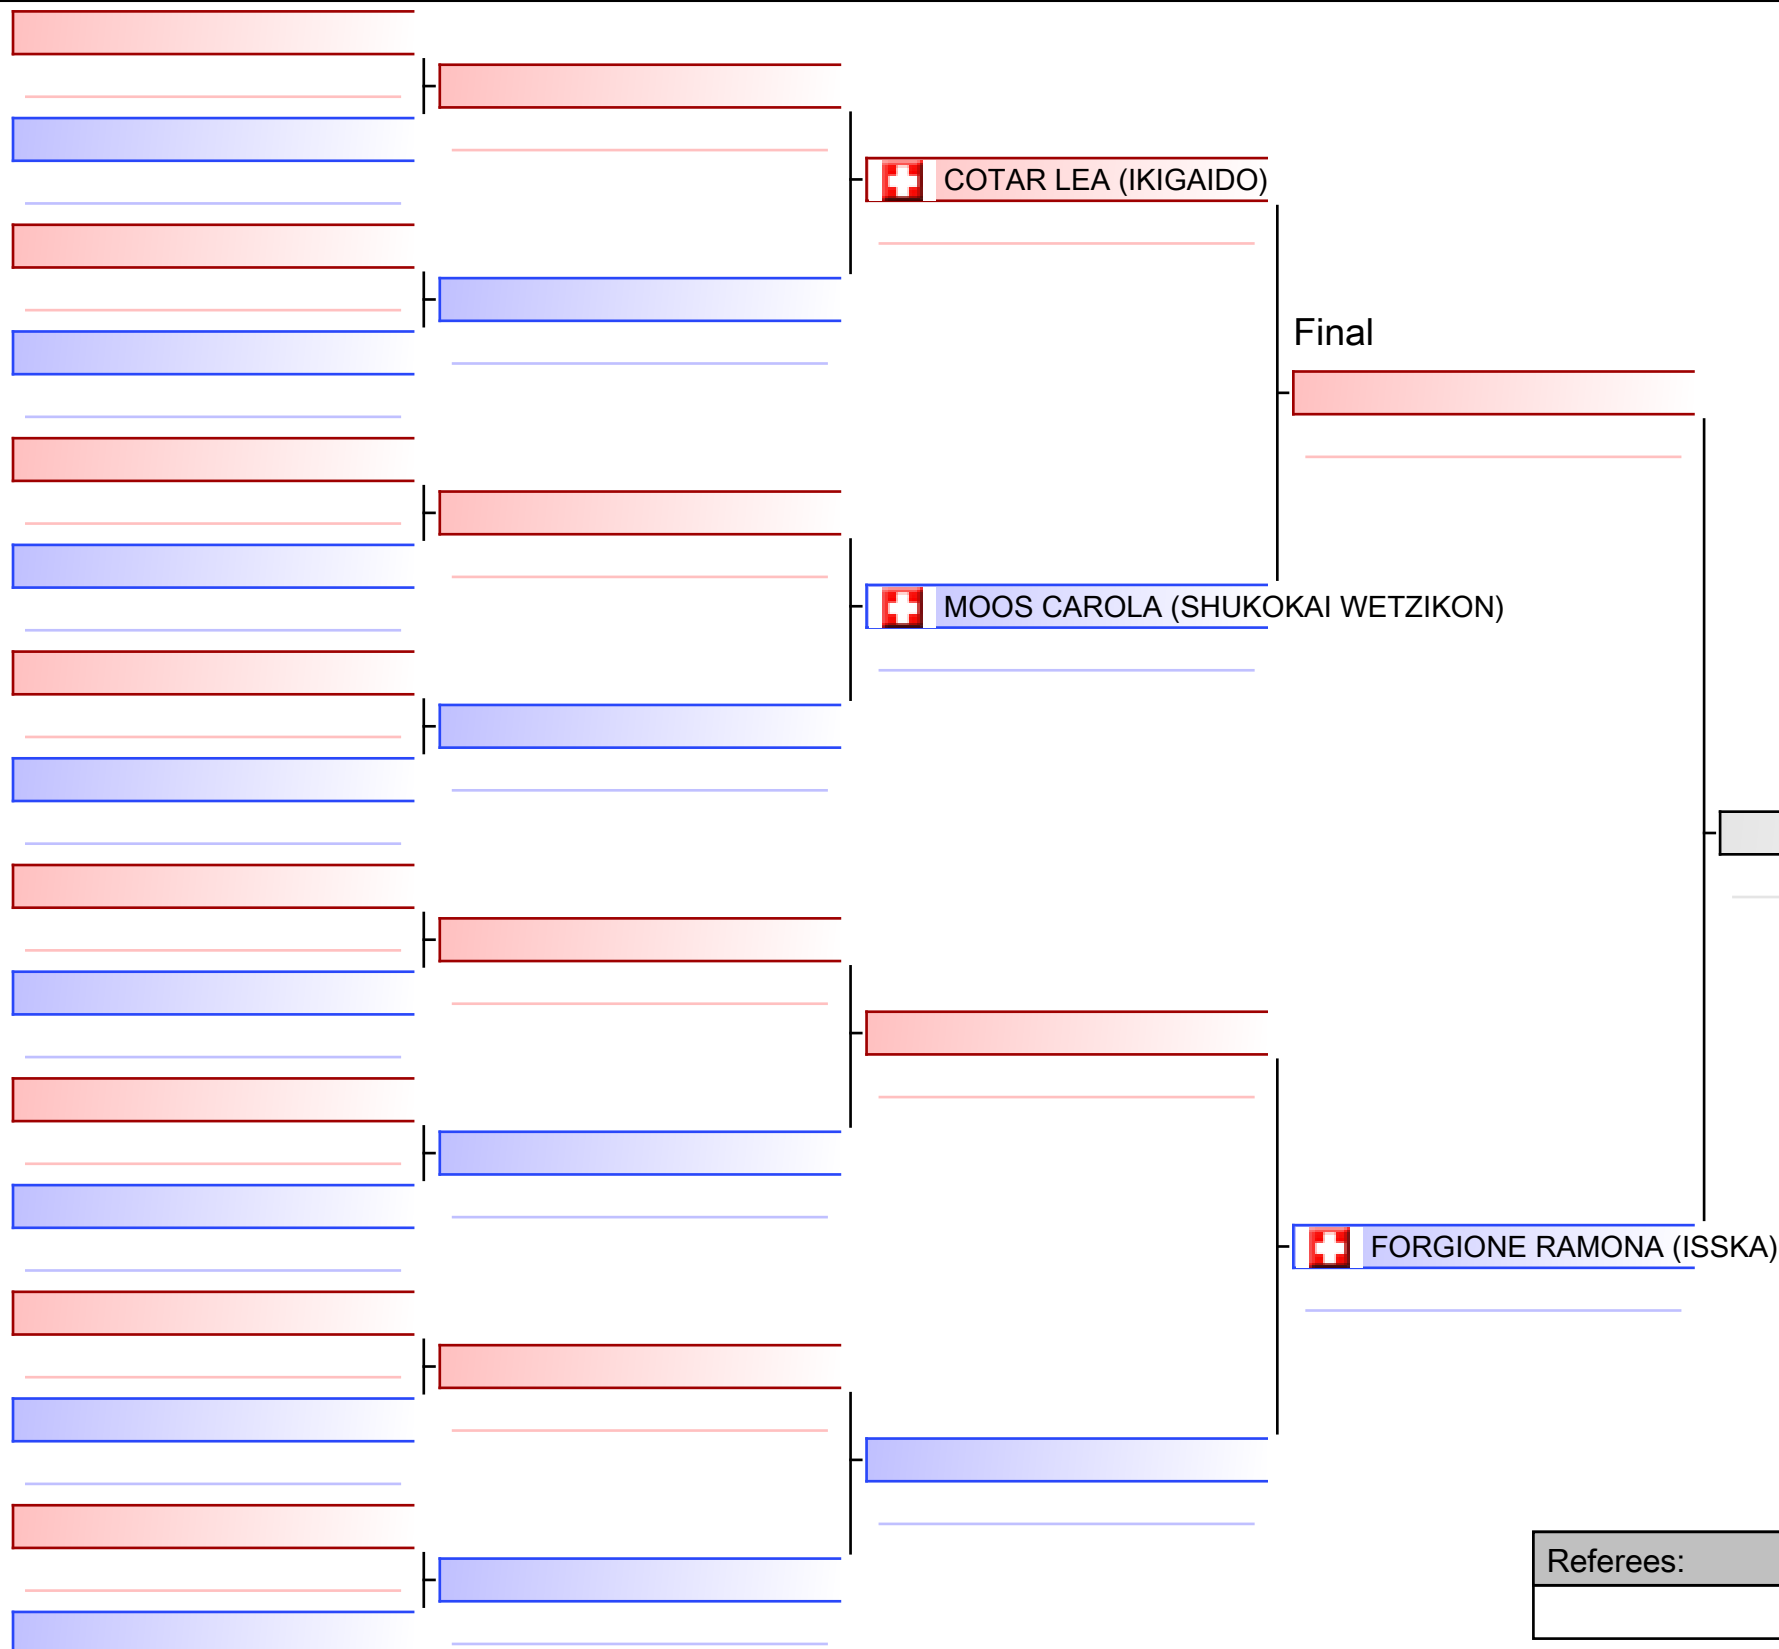 COTAR LEA (IKIGAIDO)
Final
MOOS CAROLA (SHUKOKAI WETZIKON)
FORGIONE RAMONA (ISSKA)
Referees: